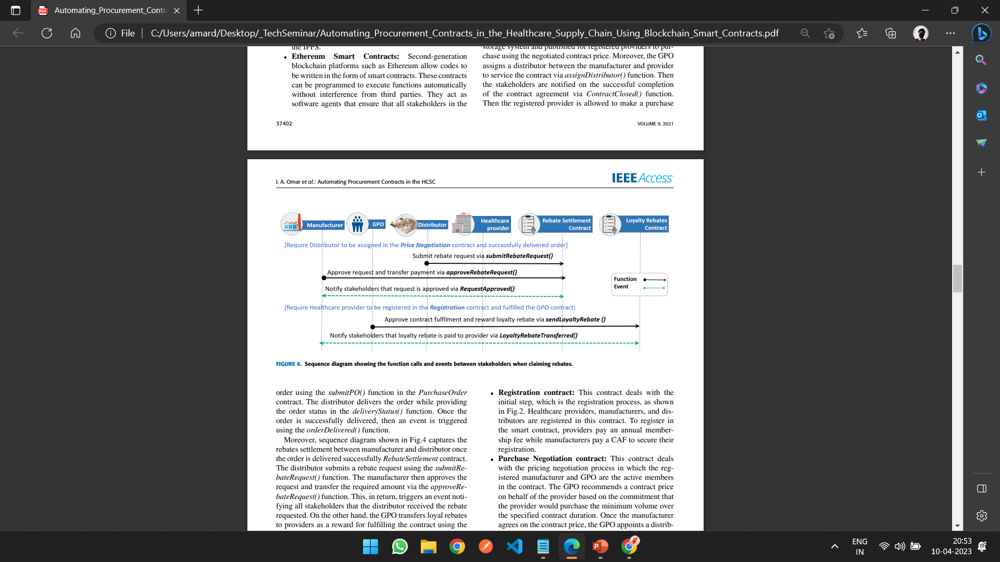 Automating_Procurement_Contr
File
C:/Users/amard/Desktop/_TechSeminar/Automating_Procurement_Contracts_in_the_Healthcare_Supply_Chain_Using_Blockchain_Smart_Contracts.pdf
the IPFS.
• Ethereum Smart Contracts: Second-generation
blockchain platforms such as Ethereum allow codes to
be written in the form of smart contracts. These contracts
can be programmed to execute functions automatically
without interference from third parties. They act as
software agents that ensure that all stakeholders in the
storage system and published for registered providers to pur-
chase using the negotiated contract price. Moreover, the GPO
assigns a distributor between the manufacturer and provider
to service the contract via assignDistributor() function. Then
the stakeholders are notified on the successful completion
of the contract agreement via ContractClosed() function.
Then the registered provider is allowed to make a purchase
37402
VOLUME 9, 2021
I. A. Omar et al.: Automating Procurement Contracts in the HCSC
IEEE Access
Manufacturer
GPO
Distributor
Healthcare
provider
Rebate Settlement
Contract
Loyalty Rebates
Contract
[Require Distributor to be assigned in the Price Negotiation contract and successfully delivered order]
Submit rebate request via submitRebateRequest()
Approve request and transfer payment via approveRebateRequest()
Notify stakeholders that request is approved via RequestApproved()
Function
Event
[Require Healthcare provider to be registered in the Registration contract and fulfilled the GPO contract]
Approve contract fulfilment and reward loyalty rebate via sendLoyaltyRebate ()
Notify stakeholders that loyalty rebate is paid to provider via LoyaltyRebateTransferred()
FIGURE 4. Sequence diagram showing the function calls and events between stakeholders when claiming rebates.
order using the submitPO() function in the PurchaseOrder
contract. The distributor delivers the order while providing
the order status in the deliveryStatus() function. Once the
order is successfully delivered, then an event is triggered
using the orderDelivered() function.
Moreover, sequence diagram shown in Fig.4 captures the
rebates settlement between manufacturer and distributor once
the order is delivered successfully RebateSettlement contract.
The distributor submits a rebate request using the submitRe-
bateRequest() function. The manufacturer then approves the
request and transfer the required amount via the approveRe-
bateRequest() function. This, in return, triggers an event noti-
fying all stakeholders that the distributor received the rebate
requested. On the other hand, the GPO transfers loyal rebates
to providers as a reward for fulfilling the contract using the
• Registration contract: This contract deals with the
initial step, which is the registration process, as shown
in Fig.2. Healthcare providers, manufacturers, and dis-
tributors are registered in this contract. To register in
the smart contract, providers pay an annual member-
ship fee while manufacturers pay a CAF to secure their
registration.
• Purchase Negotiation contract: This contract deals
with the pricing negotiation process in which the reg-
istered manufacturer and GPO are the active members
in the contract. The GPO recommends a contract price
on behalf of the provider based on the commitment that
the provider would purchase the minimum volume over
the specified contract duration. Once the manufacturer
agrees on the contract price, the GPO appoints a distrib-
ENG
IN
20:53
10-04-2023